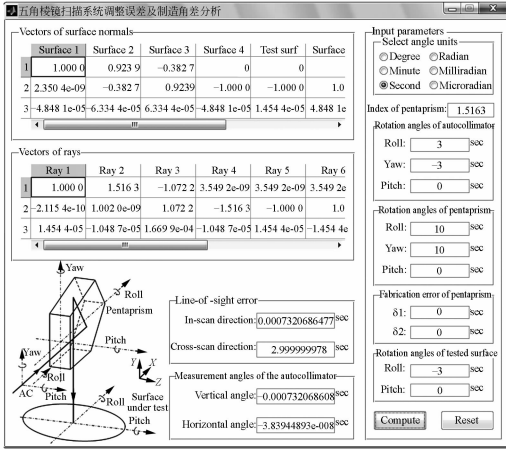 五角棱镜扫描系统调整误差及制造角差分析
Vectors of surface normals
Surface 1 Surface 2 Surface 3 Surface 4 Test surf Surface
1 1.000 0 0.923 9 −0.382 7 0 0
2 2.350 4e-09 −0.382 7 0.9239 −1.000 0 −1.000 0 1.0
3 −4.848 1e-05 −6.334 4e-05 6.334 4e-05 −4.848 1e-05 1.454 4e-05 4.848 1e
Vectors of rays
Ray 1 Ray 2 Ray 3 Ray 4 Ray 5 Ray 6
1 1.000 0 1.516 3 −1.072 2 3.549 2e-09 3.549 2e-09 3.549 2e
2 −2.115 4e-10 1.002 0e-09 1.072 2 −1.516 3 −1.000 0 1.0
3 1.454 4-05 −1.048 7e-05 1.669 9e-04 −1.048 7e-05 1.454 4e-05 −1.454 4e
Yaw
Roll
Pentaprism
Pitch
Yaw
Y X
Z
Roll
AC Pitch
Roll
Surface
under test
Pitch
Line-of -sight error
In-scan direction: 0.0007320686477 sec
Cross-scan direction: 2.999999978 sec
Measurement angles of the autocollimator
Vertical angle: −0.000732068608 sec
Horizontal angle: −3.83944893e-008 sec
Input parameters
Select angle units
Degree Radian
Minute Milliradian
Second Microradian
Index of pentaprism: 1.5163
Rotation angles of autocollimator
Roll: 3 sec
Yaw: −3 sec
Pitch: 0 sec
Rotation angles of pentaprism
Roll: 10 sec
Yaw: 10 sec
Pitch: 0 sec
Fabrication error of pentaprism
δ1: 0 sec
δ2: 0 sec
Rotation angles of tested surface
Roll: −3 sec
Pitch: 0 sec
Compute Reset